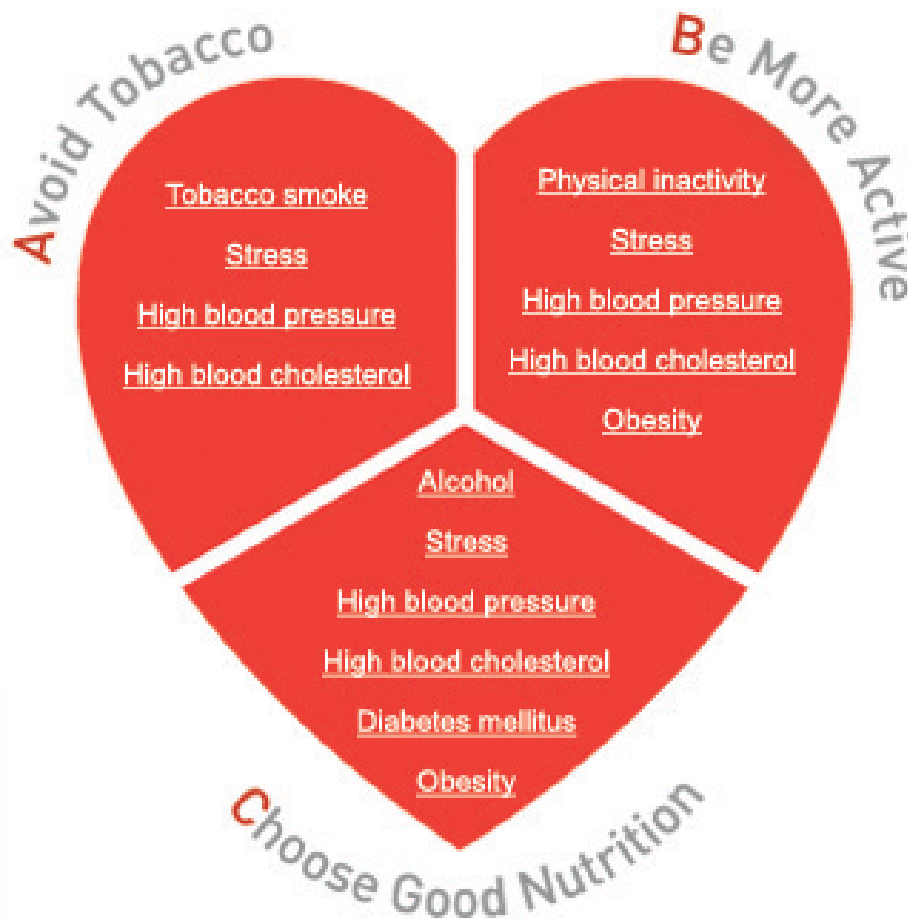 Avoid Tobacco
Tobacco smoke
Stress
High blood pressure
High blood cholesterol
Be More Active
Physical inactivity
Stress
High blood pressure
High blood cholesterol
Obesity
Alcohol
Stress
High blood pressure
High blood cholesterol
Diabetes mellitus
Obesity
Choose Good Nutrition